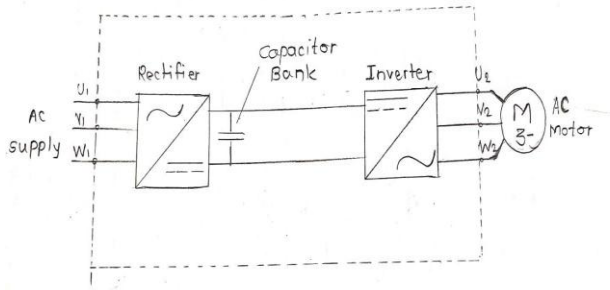 Capacitor
Bank
Rectifier
Inverter
U1
V1
W1
AC
supply
U2
V2
W2
M
3~
AC
Motor